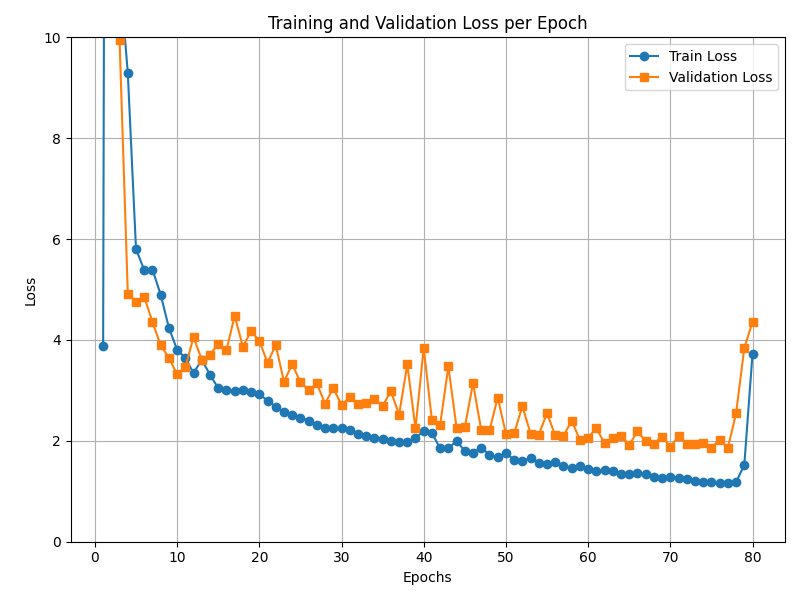 Training and Validation Loss per Epoch
Train Loss
Validation Loss
10
8
6
4
2
0
Loss
0 10 20 30 40 50 60 70 80
Epochs